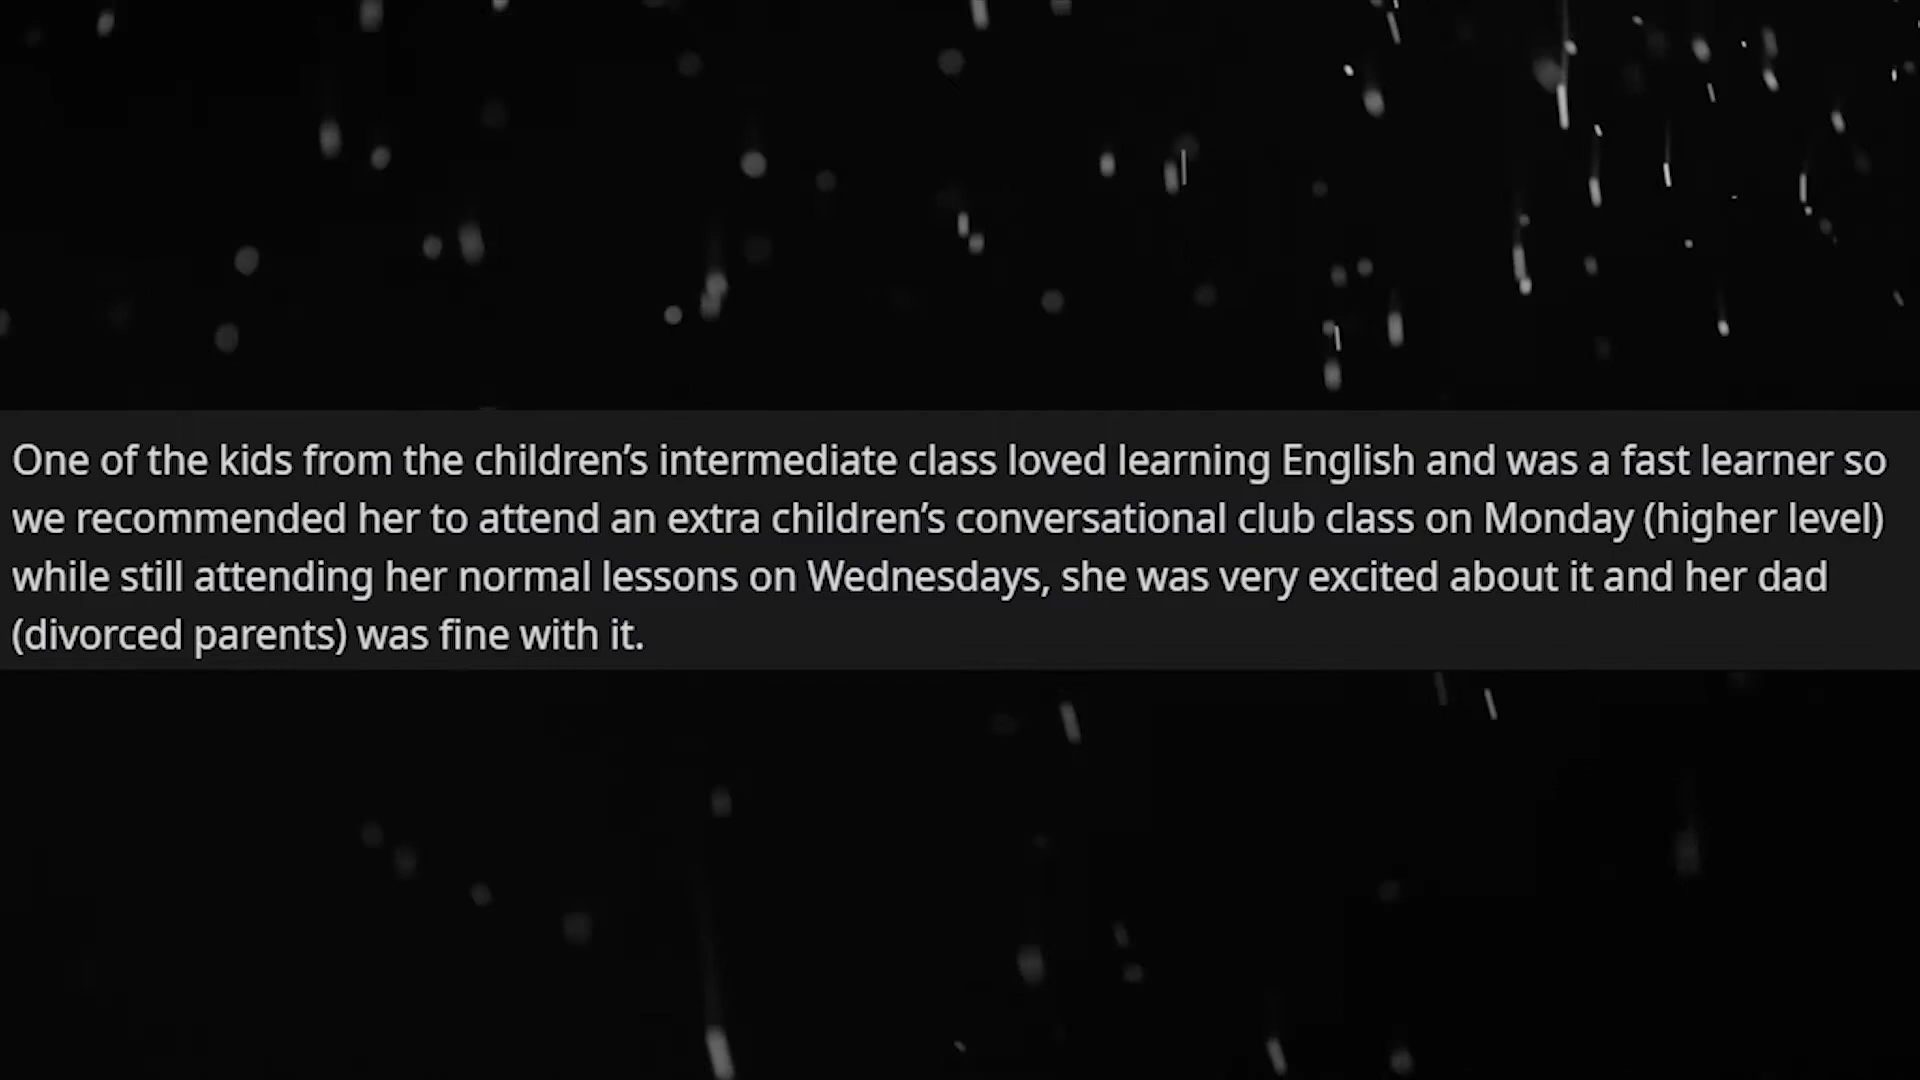 One of the kids from the children’s intermediate class loved learning English and was a fast learner so
we recommended her to attend an extra children’s conversational club class on Monday (higher level)
while still attending her normal lessons on Wednesdays, she was very excited about it and her dad
(divorced parents) was fine with it.